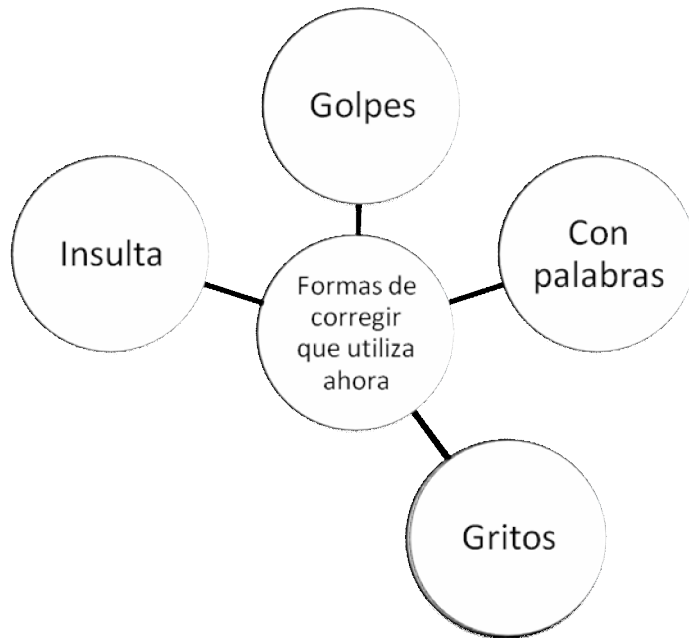 Golpes
Insulta
Con
palabras
Formas de
corregir
que utiliza
ahora
Gritos